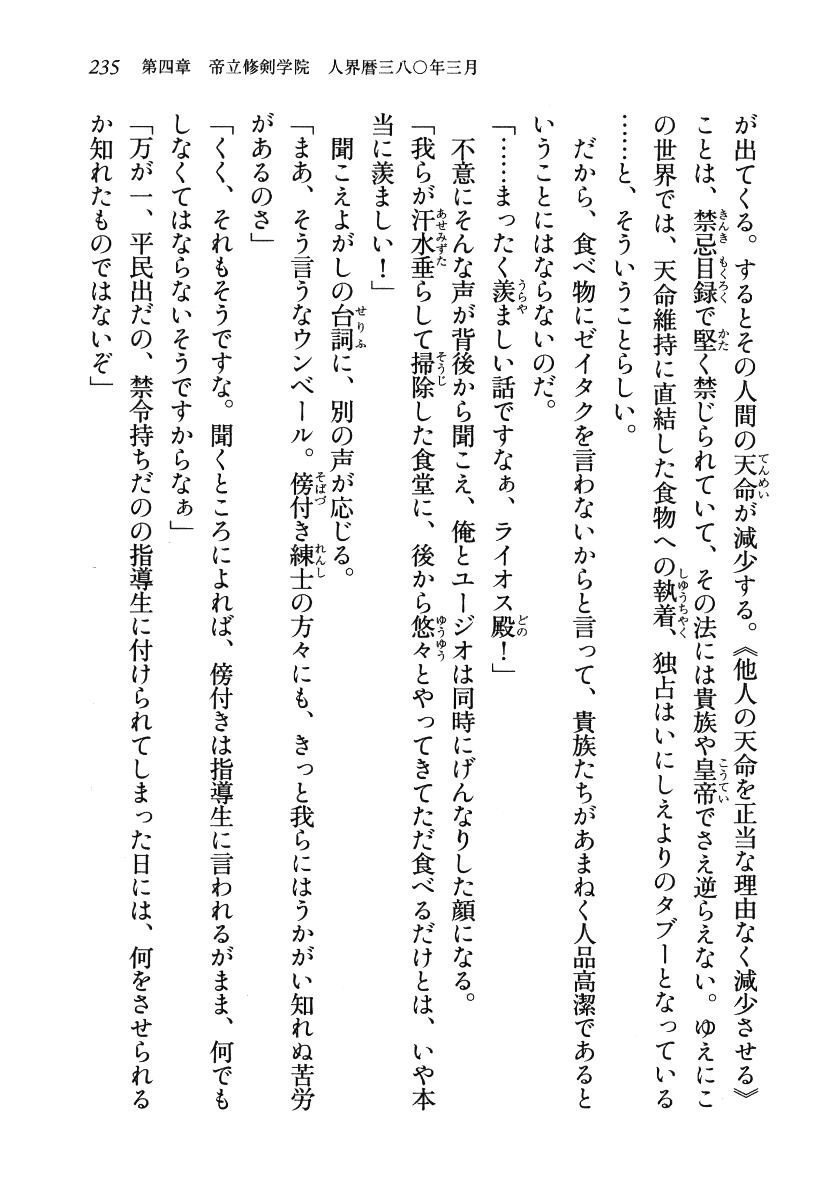 235　第四章　帝立修剣学院　人界暦三八〇年三月
が出てくる。するとその人間の天命が減少する。《他人の天命を正当な理由なく減少させる》
ことは、禁忌目録で堅く禁じられていて、その法には貴族や皇帝でさえ逆らえない。ゆえにこ
の世界では、天命維持に直結した食物への執着、独占はいにしえよりのタブーとなっている
……と、そういうことらしい。
　だから、食べ物にゼイタクを言わないからと言って、貴族たちがあまねく人品高潔であると
いうことにはならないのだ。
「……まったく羨ましい話ですなぁ、ライオス殿！」
　不意にそんな声が背後から聞こえ、俺とユージオは同時にげんなりした顔になる。
「我らが汗水垂らして掃除した食堂に、後から悠々とやってきてただ食べるだけとは、いや本
当に羨ましい！」
　聞こえよがしの台詞に、別の声が応じる。
「まあ、そう言うなウンベール。傍付き練士の方々にも、きっと我らにはうかがい知れぬ苦労
があるのさ」
「くく、それもそうですな。聞くところによれば、傍付きは指導生に言われるがまま、何でも
しなくてはならないそうですからなぁ」
「万が一、平民出だの、禁令持ちだのの指導生に付けられてしまった日には、何をさせられる
か知れたものではないぞ」